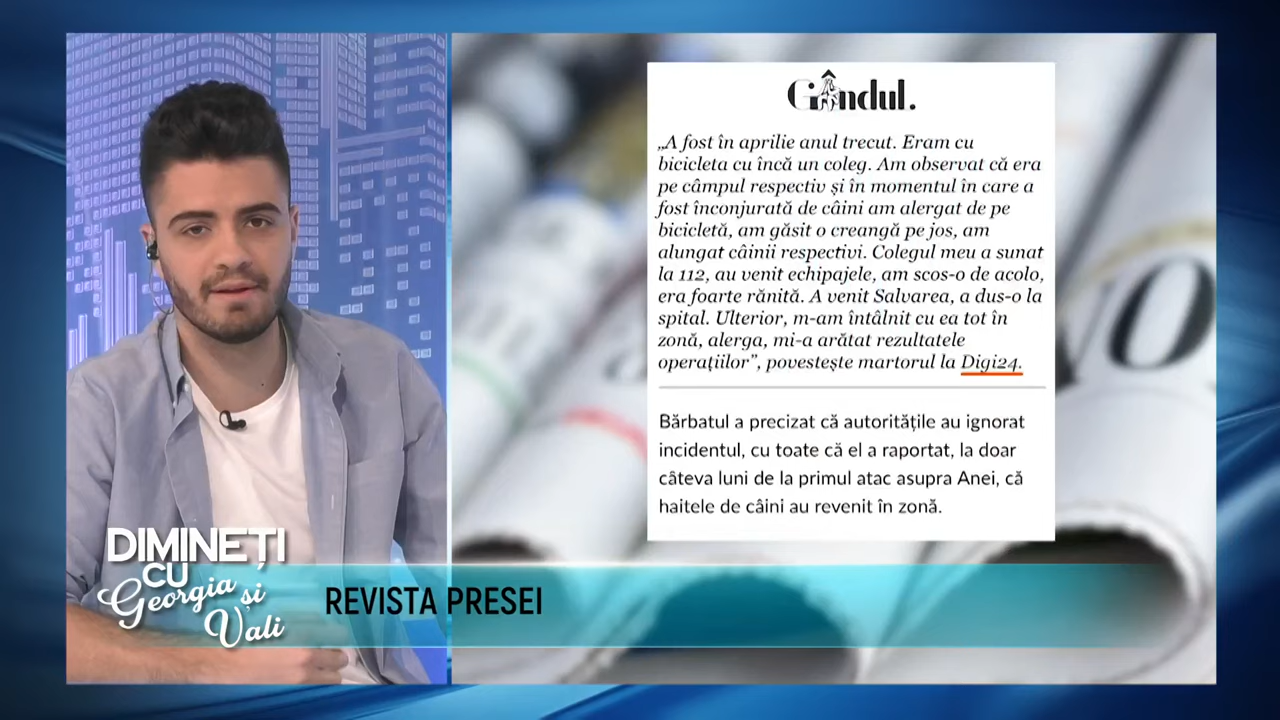 Gândul.
„A fost în aprilie anul trecut. Eram cu
bicicleta cu încă un coleg. Am observat că era
pe câmpul respectiv și în momentul în care a
fost înconjurată de câini am alergat de pe
bicicletă, am găsit o creangă pe jos, am
alungat câinii respectivi. Colegul meu a sunat
la 112, au venit echipajele, am scos-o de acolo,
era foarte rănită. A venit Salvarea, a dus-o la
spital. Ulterior, m-am întâlnit cu ea tot în
zonă, alerga, mi-a arătat rezultatele
operațiilor”, povestește martorul la Digi24.
Bărbatul a precizat că autoritățile au ignorat
incidentul, cu toate că el a raportat, la doar
câteva luni de la primul atac asupra Anei, că
haitele de câini au revenit în zonă.
DIMINEȚI
CU
Georgia și
Vali
REVISTA PRESEI